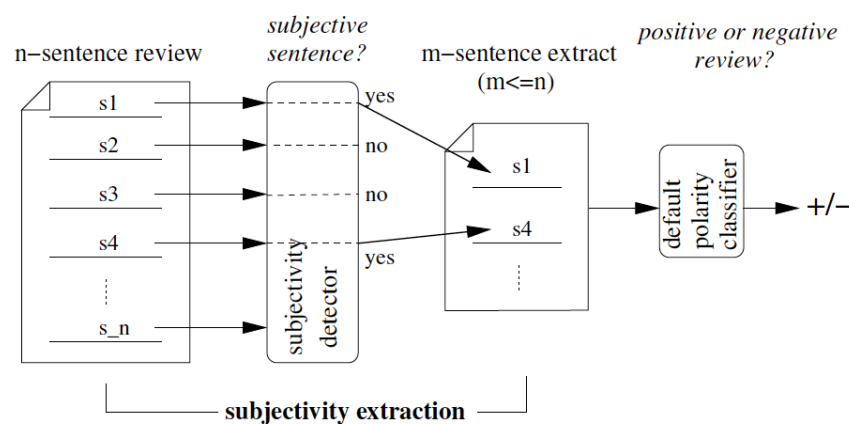 n−sentence review
subjective
sentence?
m−sentence extract
(m<=n)
positive or negative
review?
s1
s2
s3
s4
s_n
subjectivity
detector
yes
no
no
yes
s1
s4
default
polarity
classifier
+/−
subjectivity extraction